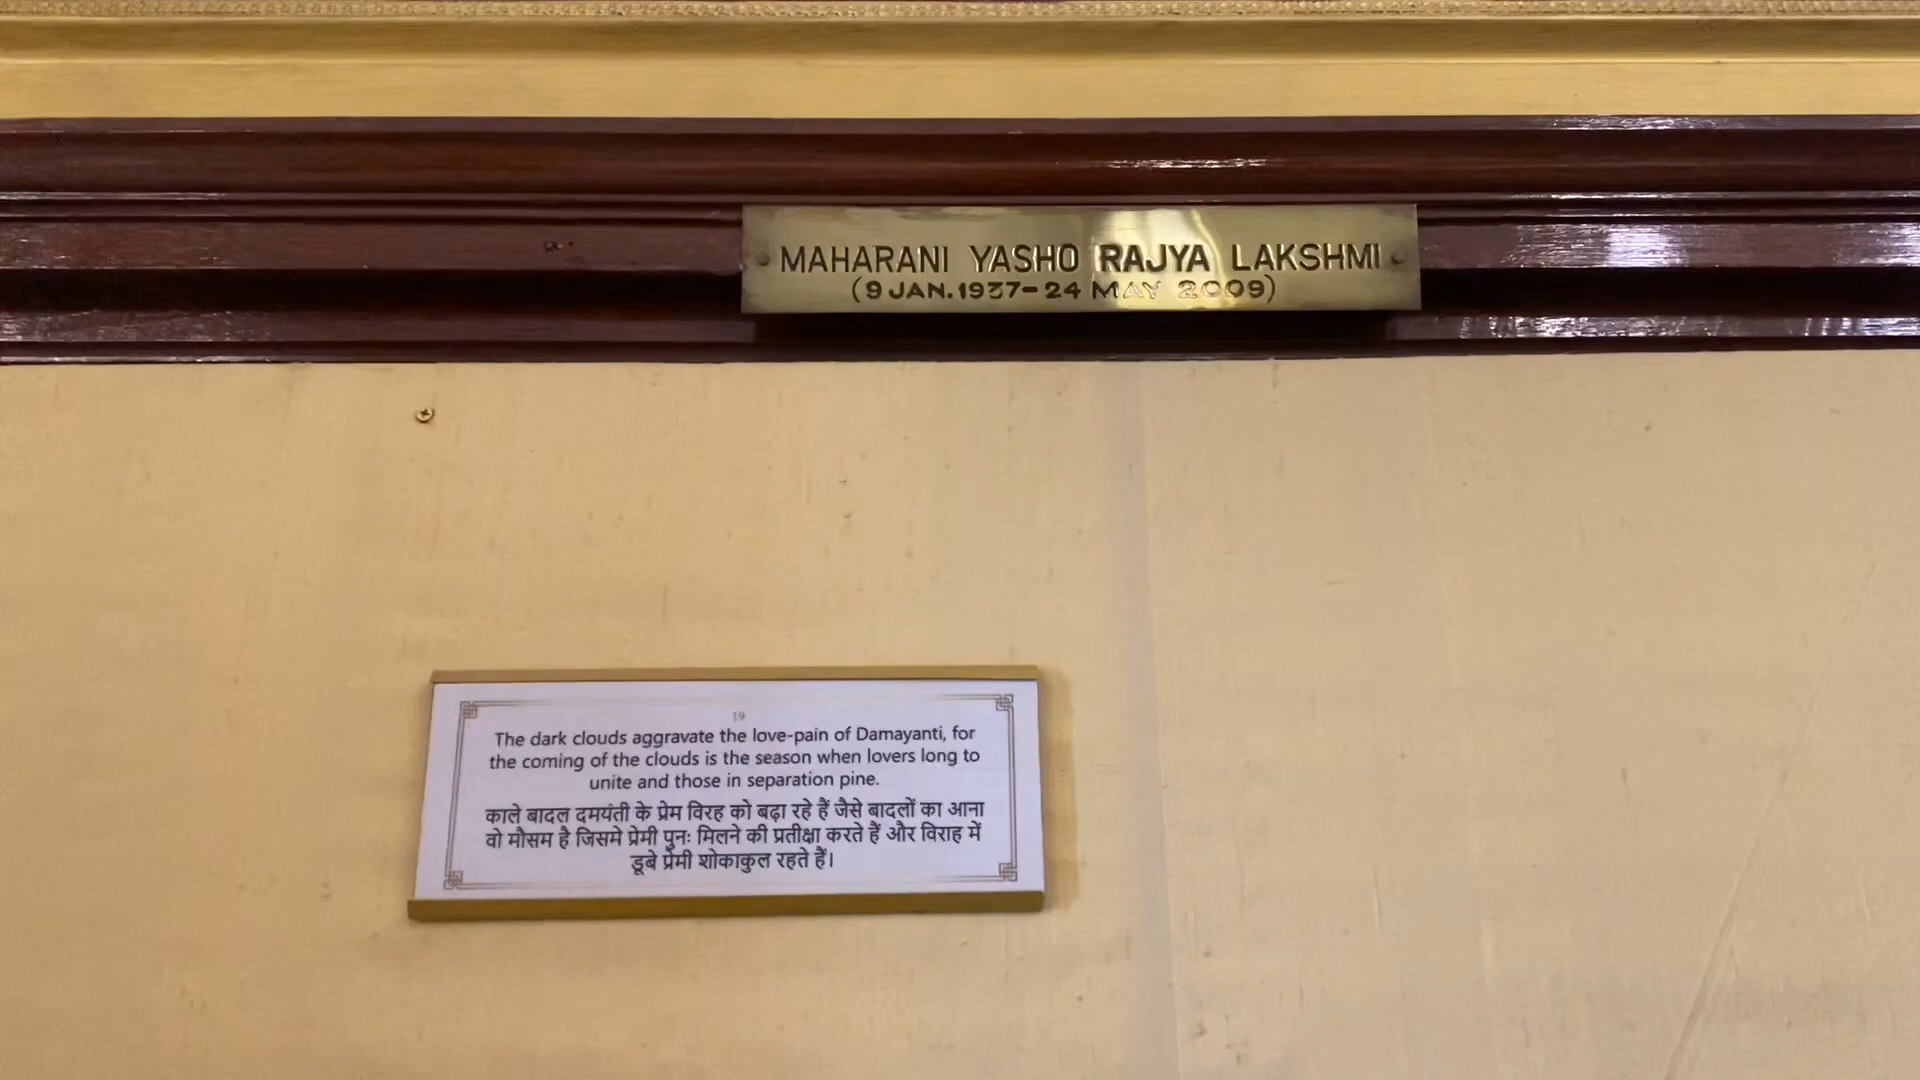 MAHARANI YASHO RAJYA LAKSHMI
(9 JAN.1937-24 MAY 2009)
19
The dark clouds aggravate the love-pain of Damayanti, for
the coming of the clouds is the season when lovers long to
unite and those in separation pine.
काले बादल दमयंती के प्रेम विरह को बढ़ा रहे हैं जैसे बादलों का आना
वो मौसम है जिसमे प्रेमी पुनः मिलने की प्रतीक्षा करते हैं और विराह में
डूबे प्रेमी शोकाकुल रहते हैं।